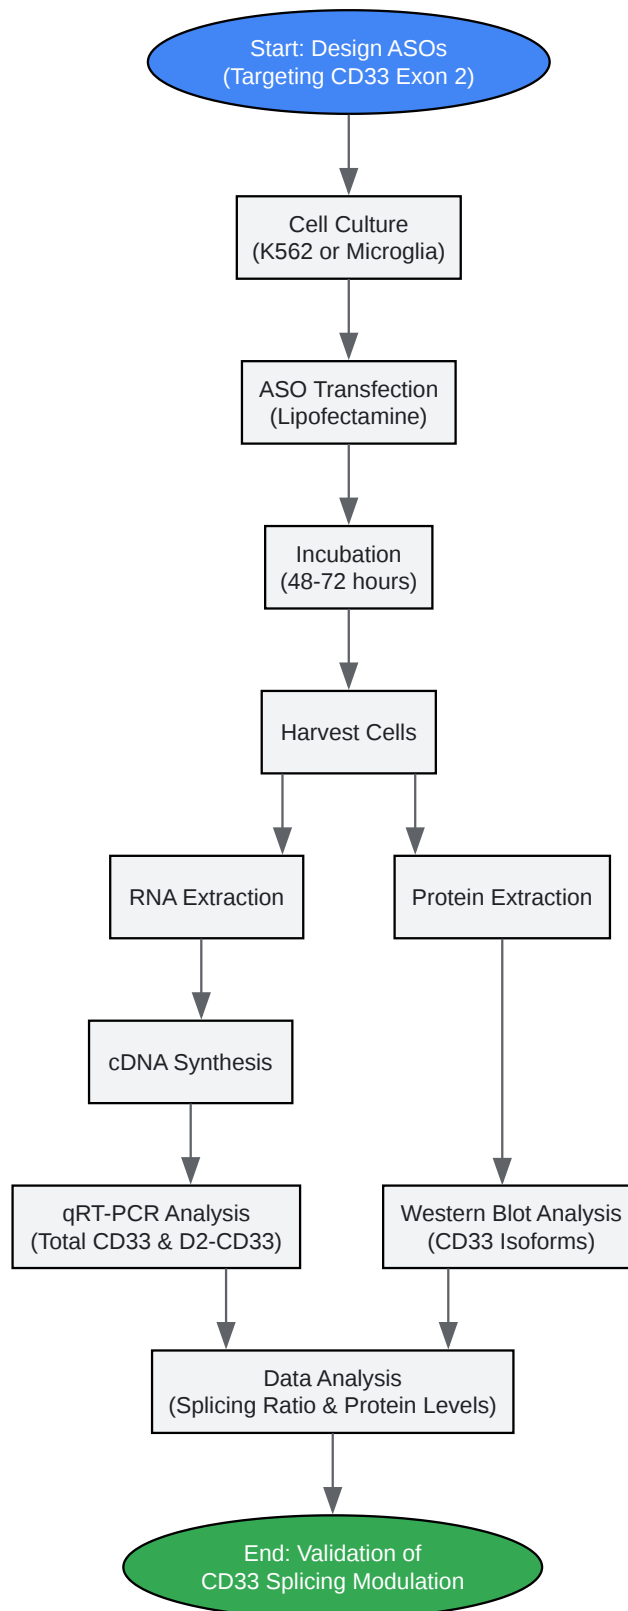 Start: Design ASOs
(Targeting CD33 Exon 2)
Cell Culture
(K562 or Microglia)
ASO Transfection
(Lipofectamine)
Incubation
(48-72 hours)
Harvest Cells
RNA Extraction
Protein Extraction
cDNA Synthesis
qRT-PCR Analysis
(Total CD33 & D2-CD33)
Western Blot Analysis
(CD33 Isoforms)
Data Analysis
(Splicing Ratio & Protein Levels)
End: Validation of
CD33 Splicing Modulation